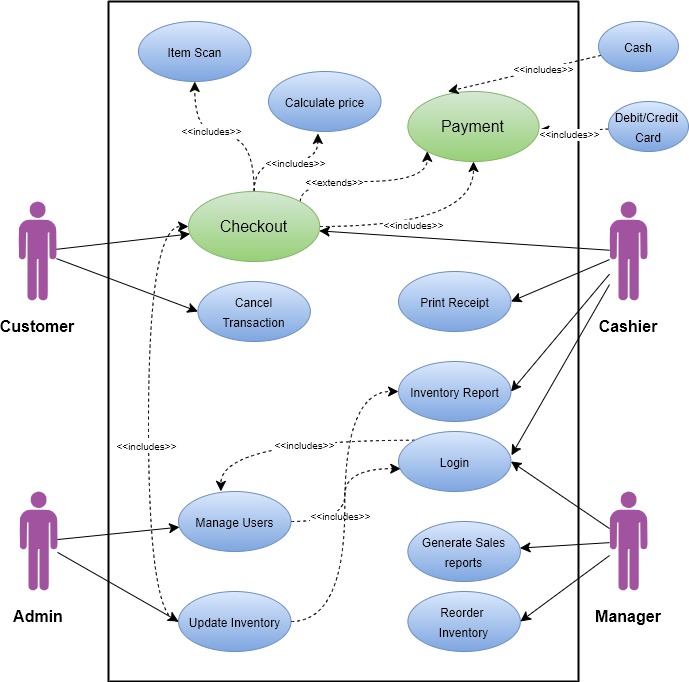 Item Scan
Cash
<<includes>>
Calculate price
Payment
Debit/Credit
Card
<<includes>>
<<includes>>
<<includes>>
<<extends>>
Checkout
<<includes>>
Customer
Cancel
Transaction
Print Receipt
Cashier
Inventory Report
<<includes>>
<<includes>>
Login
Manage Users
<<includes>>
Generate Sales
reports
Admin
Update Inventory
Reorder
Inventory
Manager